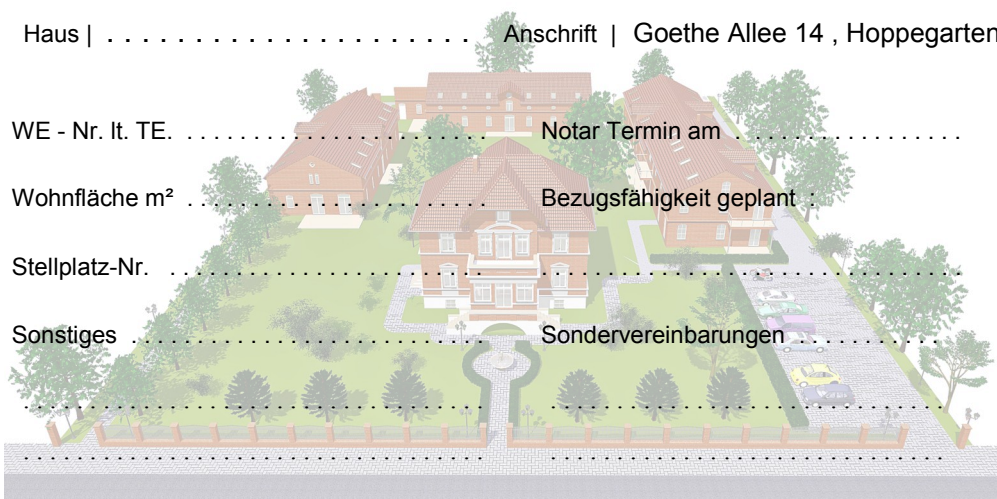 Haus | . . . . . . . . . . . . . . . . . . . . . . Anschrift | Goethe Allee 14 , Hoppegarten
WE - Nr. lt. TE. . . . . . . . . . . . . . . . . . . . . . . Notar Termin am . . . . . . . . . . . . . . . . .
Wohnfläche m² . . . . . . . . . . . . . . . . . . . . . . Bezugsfähigkeit geplant :
Stellplatz-Nr. . . . . . . . . . . . . . . . . . . . . . . . . . . . . . . . . . . . . . . . . . . . . . . . . . . . . . .
Sonstiges . . . . . . . . . . . . . . . . . . . . . . . . . . Sondervereinbarungen . . . . . . . . . . .
. . . . . . . . . . . . . . . . . . . . . . . . . . . . . . . . . . . . . . . . . . . . . . . . . . . . . . . . . . . . . . . . .
. . . . . . . . . . . . . . . . . . . . . . . . . . . . . . . . . . . . . . . . . . . . . . . . . . . . . . . . . . . . . . . . .